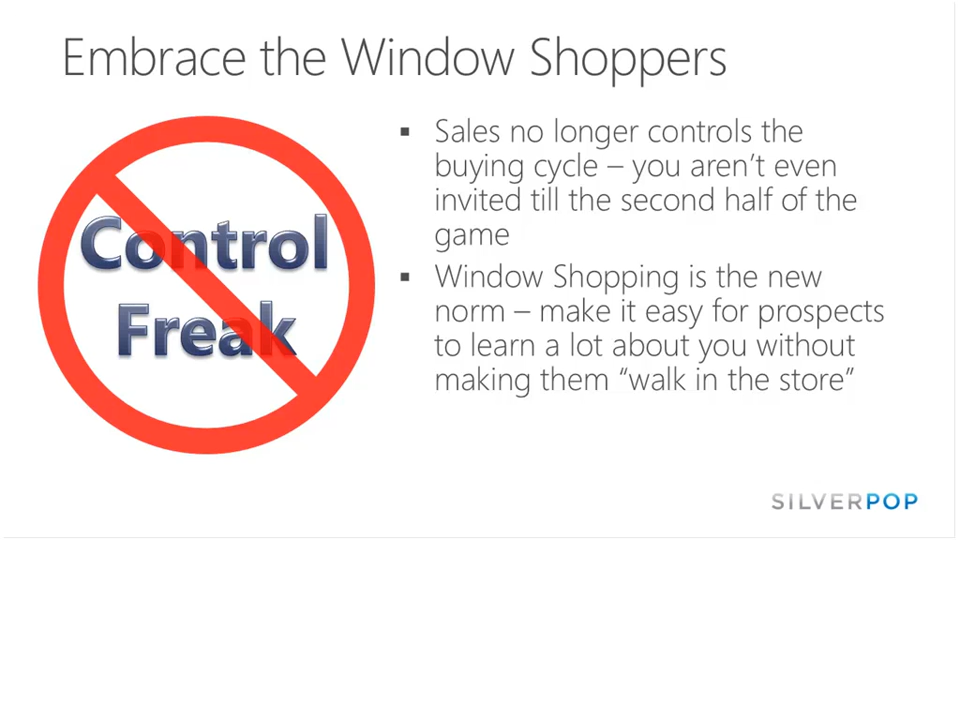 Embrace the Window Shoppers
Control
Freak
▪ Sales no longer controls the
buying cycle – you aren’t even
invited till the second half of the
game
▪ Window Shopping is the new
norm – make it easy for prospects
to learn a lot about you without
making them “walk in the store”
SILVERPOP